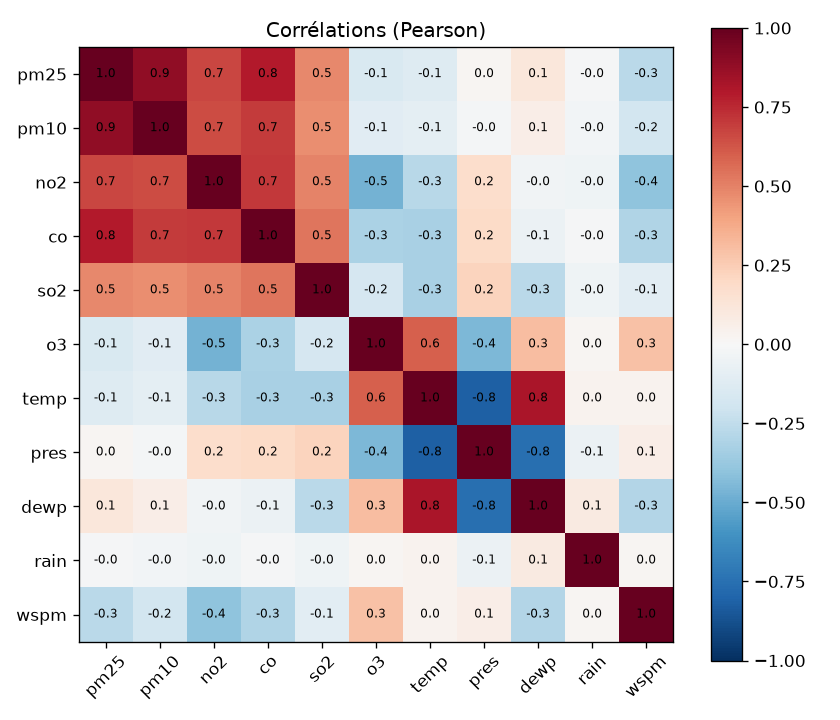 Corrélations (Pearson)
pm25 1.0 0.9 0.7 0.8 0.5 -0.1 -0.1 0.0 0.1 -0.0 -0.3
pm10 0.9 1.0 0.7 0.7 0.5 -0.1 -0.1 -0.0 0.1 -0.0 -0.2
no2 0.7 0.7 1.0 0.7 0.5 -0.5 -0.3 0.2 -0.0 -0.0 -0.4
co 0.8 0.7 0.7 1.0 0.5 -0.3 -0.3 0.2 -0.1 -0.0 -0.3
so2 0.5 0.5 0.5 0.5 1.0 -0.2 -0.3 0.2 -0.3 -0.0 -0.1
o3 -0.1 -0.1 -0.5 -0.3 -0.2 1.0 0.6 -0.4 0.3 0.0 0.3
temp -0.1 -0.1 -0.3 -0.3 -0.3 0.6 1.0 -0.8 0.8 0.0 0.0
pres 0.0 -0.0 0.2 0.2 0.2 -0.4 -0.8 1.0 -0.8 -0.1 0.1
dewp 0.1 0.1 -0.0 -0.1 -0.3 0.3 0.8 -0.8 1.0 0.1 -0.3
rain -0.0 -0.0 -0.0 -0.0 -0.0 0.0 0.0 -0.1 0.1 1.0 0.0
wspm -0.3 -0.2 -0.4 -0.3 -0.1 0.3 0.0 0.1 -0.3 0.0 1.0
pm25 pm10 no2 co so2 o3 temp pres dewp rain wspm
1.00
0.75
0.50
0.25
0.00
−0.25
−0.50
−0.75
−1.00